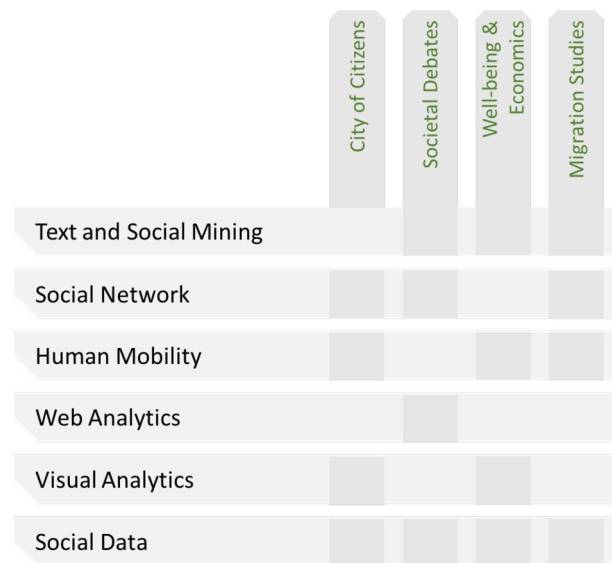 City of Citizens
Societal Debates
Well-being &
Economics
Migration Studies
Text and Social Mining
Social Network
Human Mobility
Web Analytics
Visual Analytics
Social Data